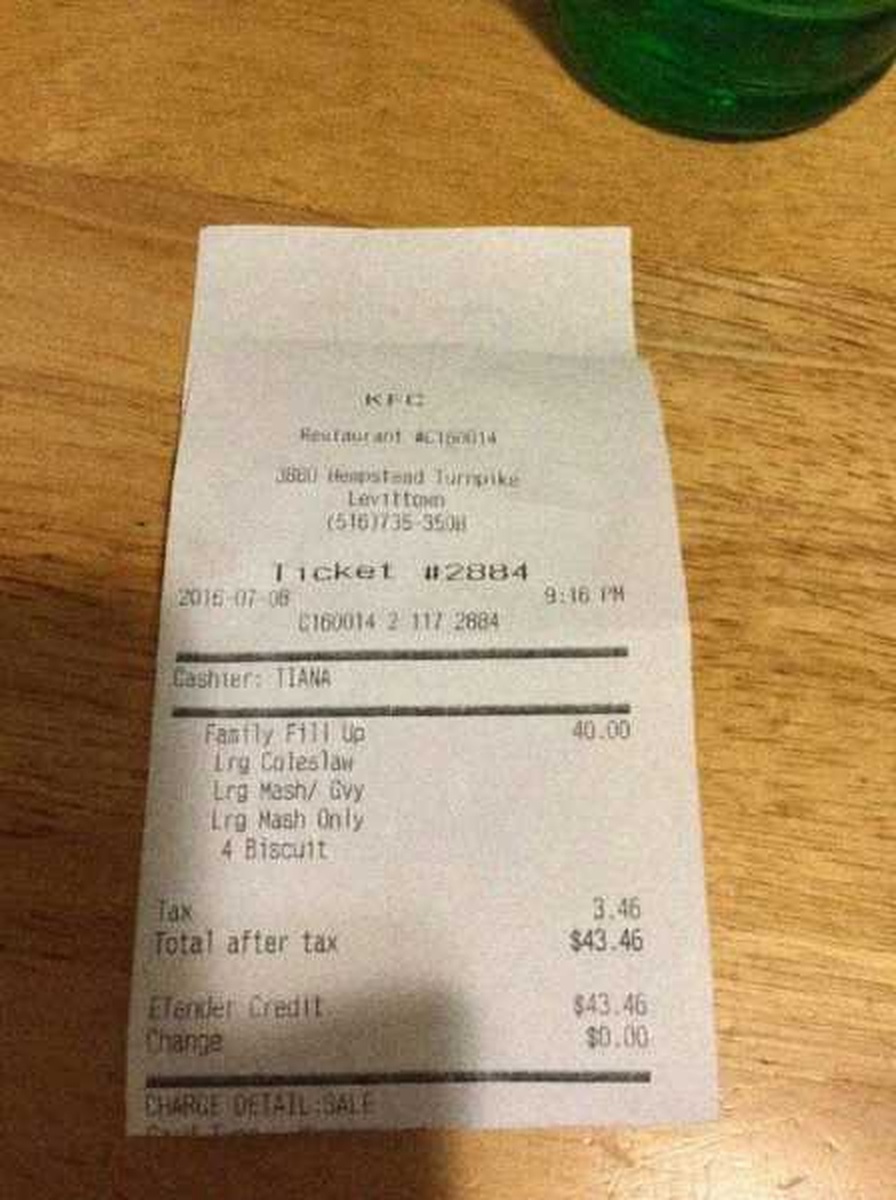 KFC
Restaurant #C160014
3880 Hempstead Turnpike
Levittown
(516)735-3508
Ticket #2884
2016-07-08 9:16 PM
C160014 2 117 2884
Cashier: TIANA
Family Fill Up 40.00
Lrg Coleslaw
Lrg Mash/ Gvy
Lrg Mash Only
4 Biscuit
Tax 3.46
Total after tax $43.46
ETender Credit $43.46
Change $0.00
CHARGE DETAIL:SALE